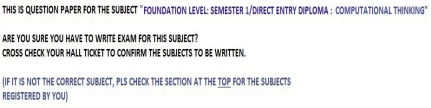 THIS IS QUESTION PAPER FOR THE SUBJECT "FOUNDATION LEVEL: SEMESTER 1/DIRECT ENTRY DIPLOMA : COMPUTATIONAL THINKING"
ARE YOU SURE YOU HAVE TO WRITE EXAM FOR THIS SUBJECT?
CROSS CHECK YOUR HALL TICKET TO CONFIRM THE SUBJECTS TO BE WRITTEN.
(IF IT IS NOT THE CORRECT SUBJECT, PLS CHECK THE SECTION AT THE TOP FOR THE SUBJECTS
REGISTERED BY YOU)